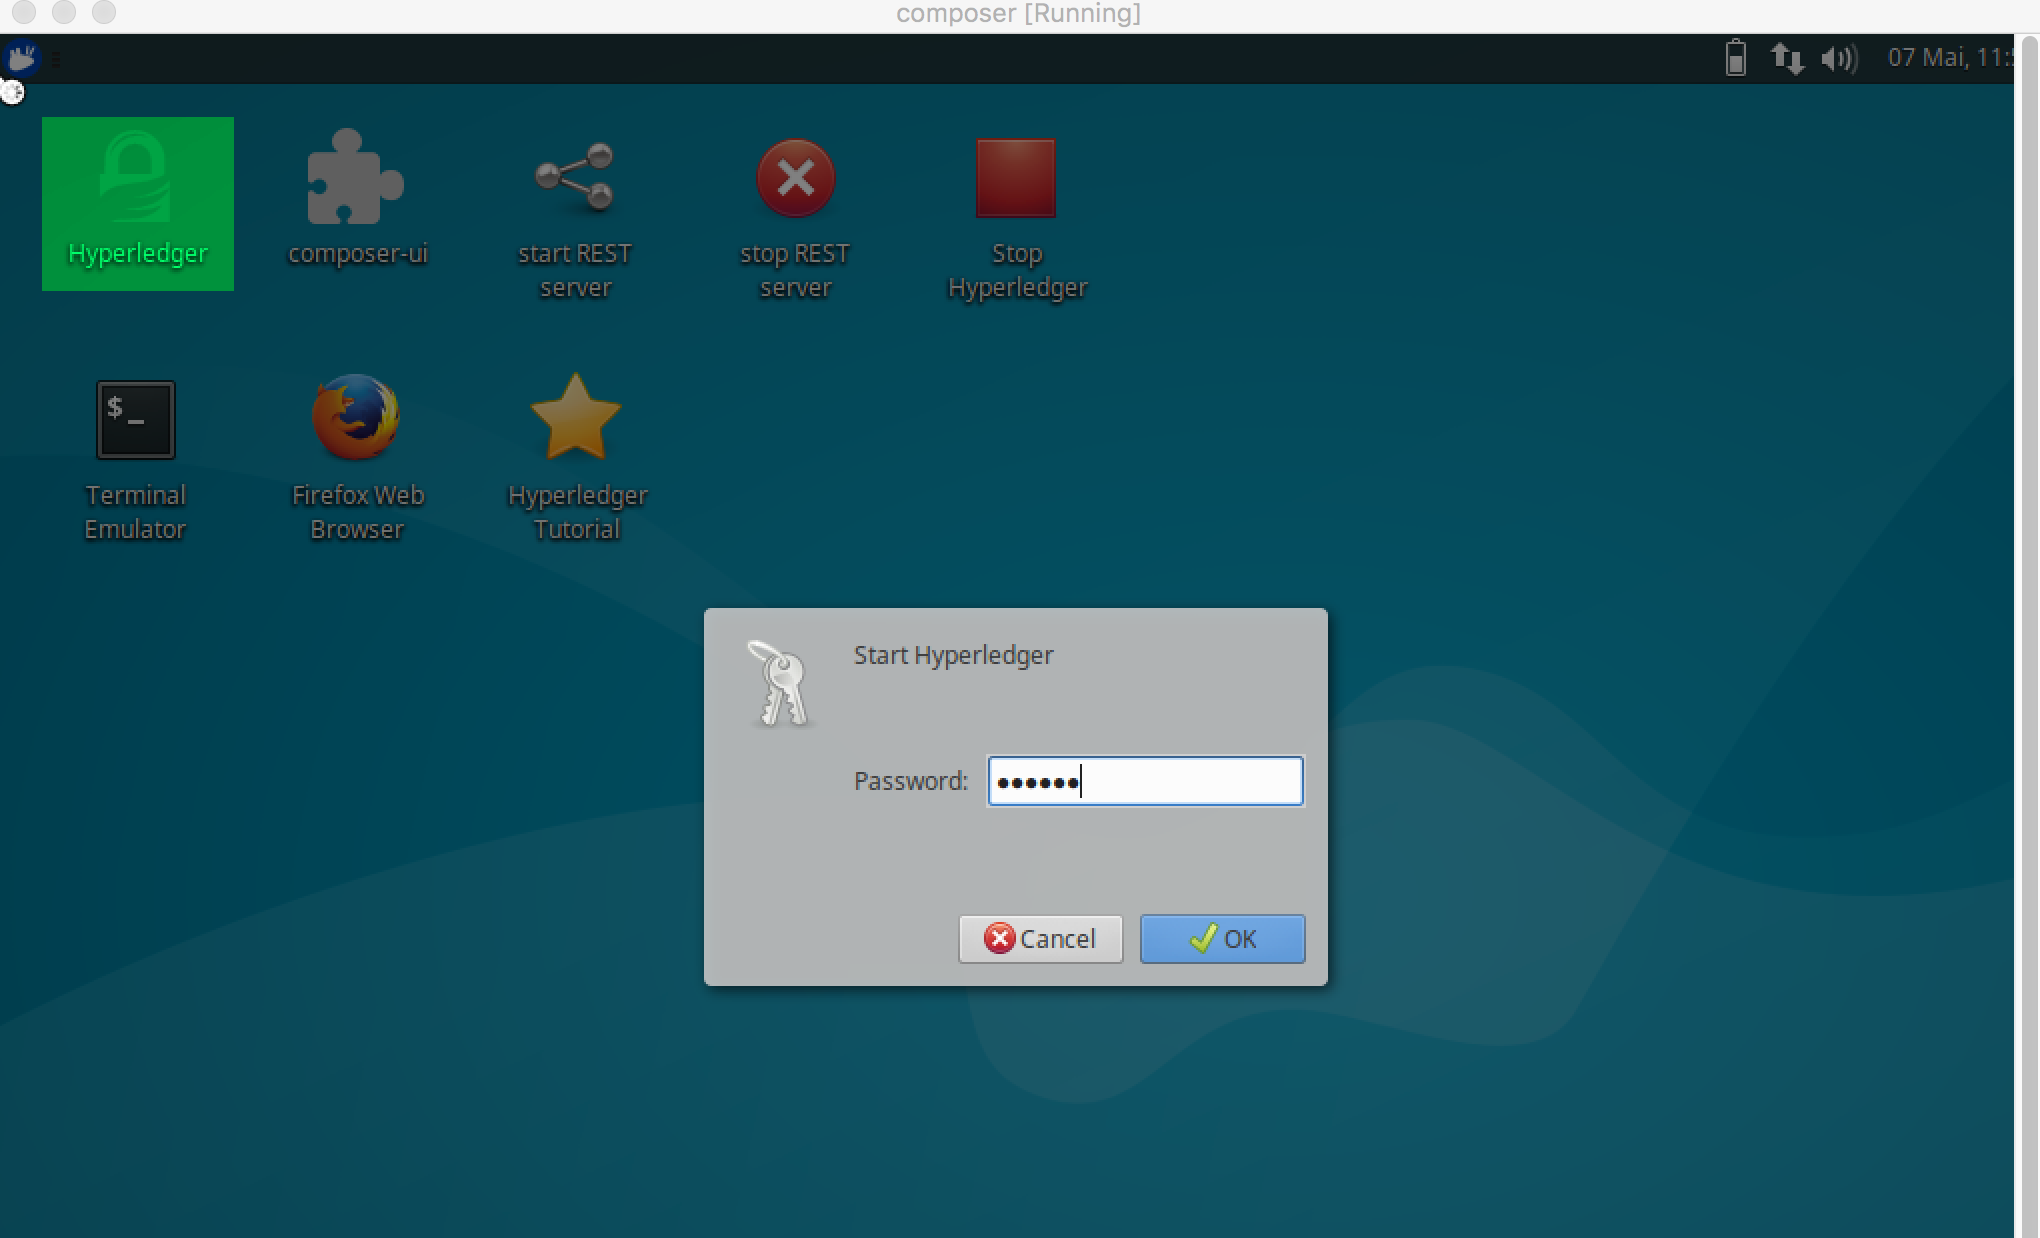 composer [Running]
07 Mai, 11:
Hyperledger
composer-ui
start REST
server
stop REST
server
Stop
Hyperledger
$_
Terminal
Emulator
Firefox Web
Browser
Hyperledger
Tutorial
Start Hyperledger
Password: ••••••
Cancel
OK